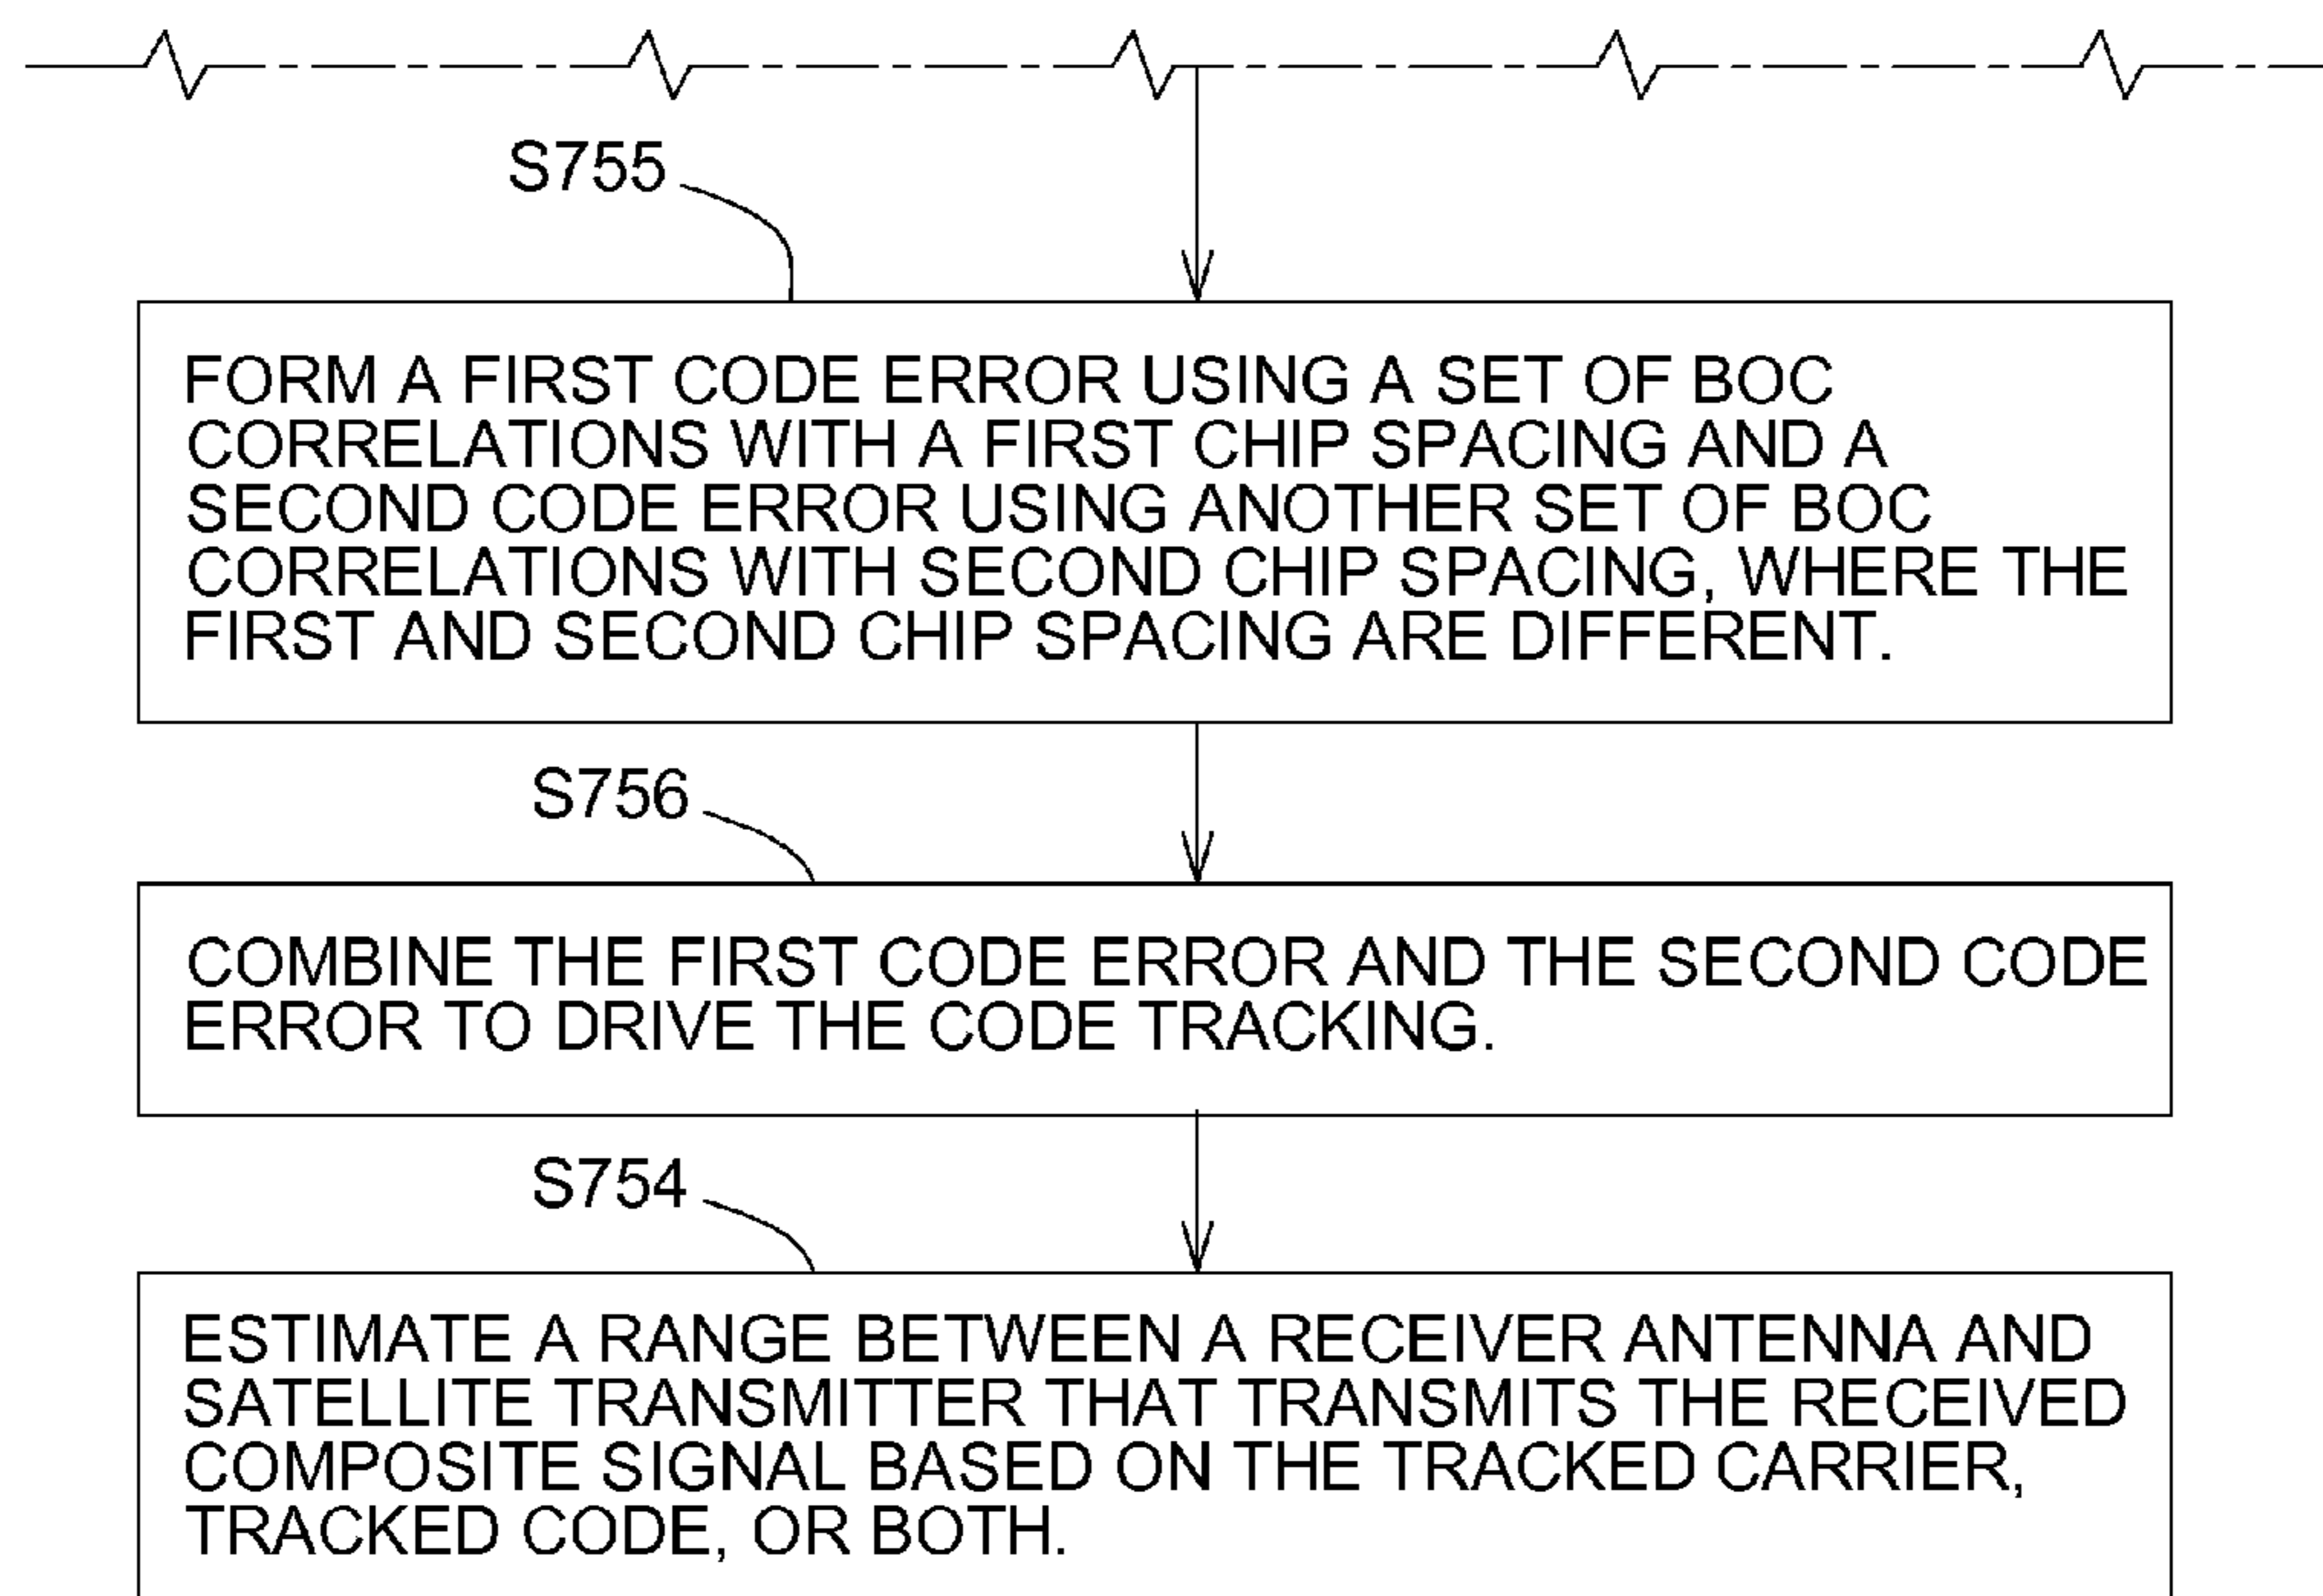 S755
FORM A FIRST CODE ERROR USING A SET OF BOC
CORRELATIONS WITH A FIRST CHIP SPACING AND A
SECOND CODE ERROR USING ANOTHER SET OF BOC
CORRELATIONS WITH SECOND CHIP SPACING, WHERE THE
FIRST AND SECOND CHIP SPACING ARE DIFFERENT.
S756
COMBINE THE FIRST CODE ERROR AND THE SECOND CODE
ERROR TO DRIVE THE CODE TRACKING.
S754
ESTIMATE A RANGE BETWEEN A RECEIVER ANTENNA AND
SATELLITE TRANSMITTER THAT TRANSMITS THE RECEIVED
COMPOSITE SIGNAL BASED ON THE TRACKED CARRIER,
TRACKED CODE, OR BOTH.